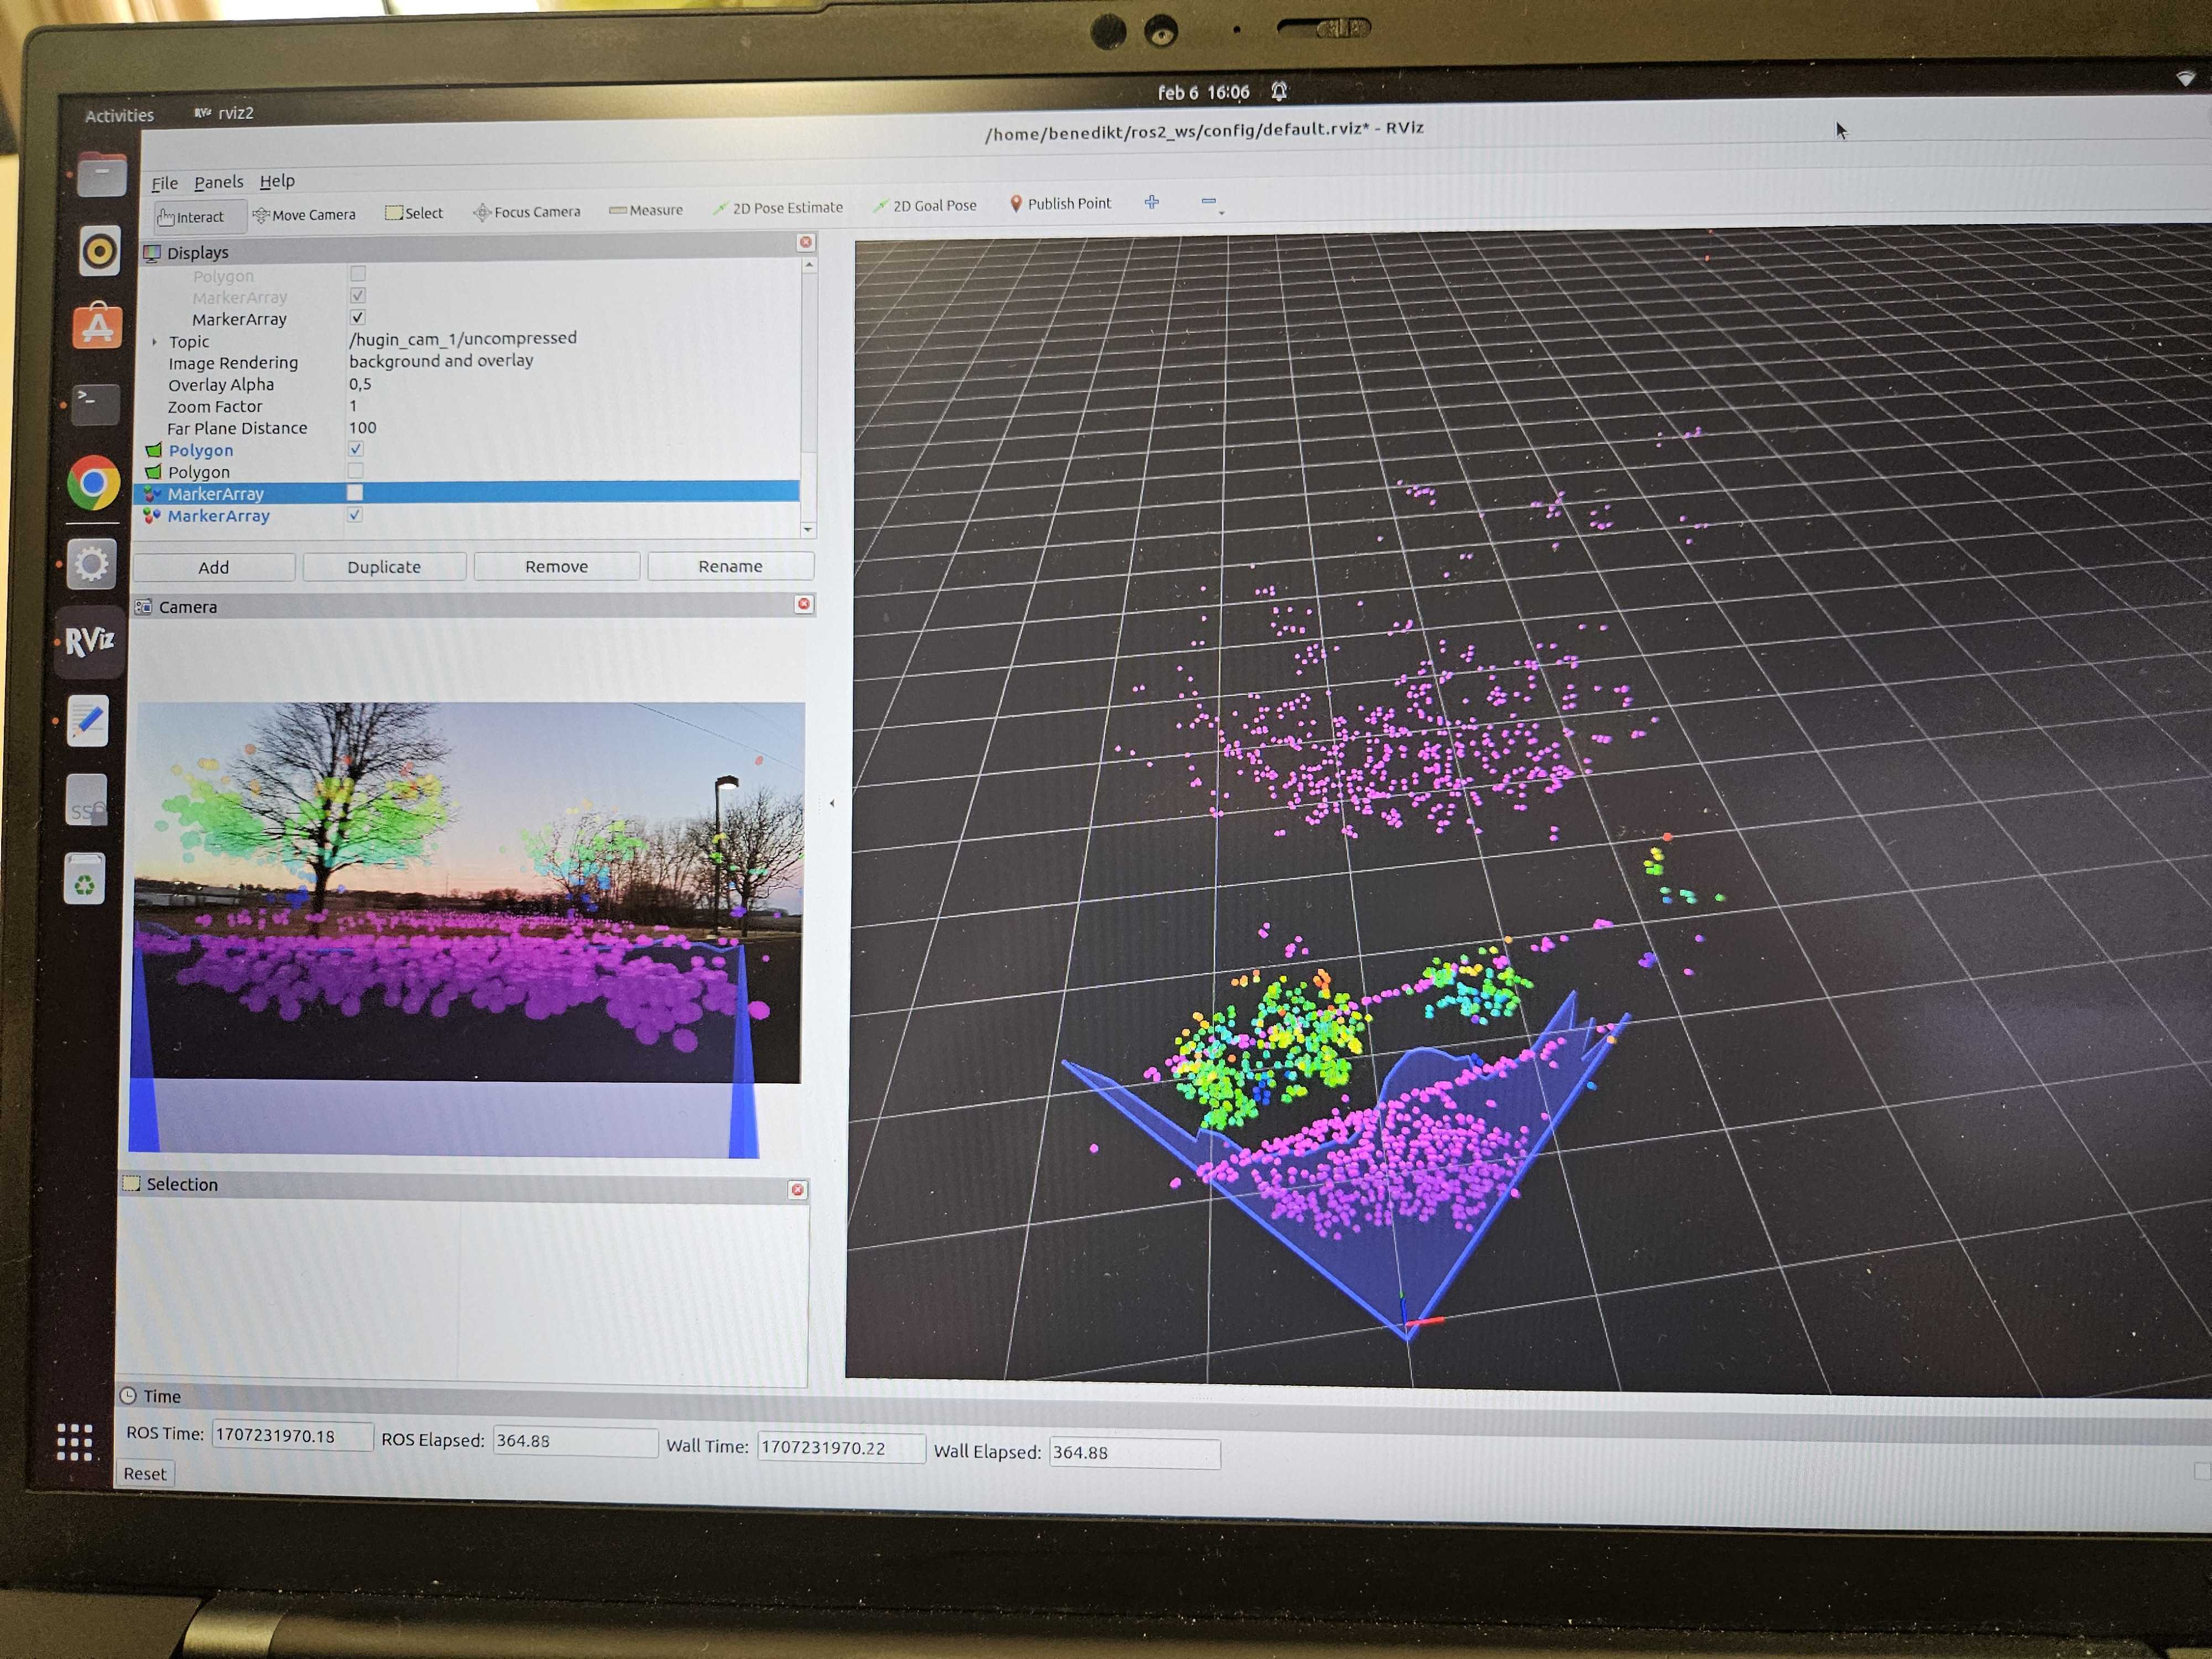 Activities
RViz rviz2
feb 6 16:06
/home/benedikt/ros2_ws/config/default.rviz* - RViz
File Panels Help
Interact Move Camera Select Focus Camera Measure 2D Pose Estimate 2D Goal Pose Publish Point
Displays
Polygon
MarkerArray
MarkerArray
Topic /hugin_cam_1/uncompressed
Image Rendering background and overlay
Overlay Alpha 0,5
Zoom Factor 1
Far Plane Distance 100
Polygon
Polygon
MarkerArray
MarkerArray
Add Duplicate Remove Rename
Camera
RViz
SSD
Selection
Time
ROS Time: 1707231970.18 ROS Elapsed: 364.88 Wall Time: 1707231970.22 Wall Elapsed: 364.88
Reset